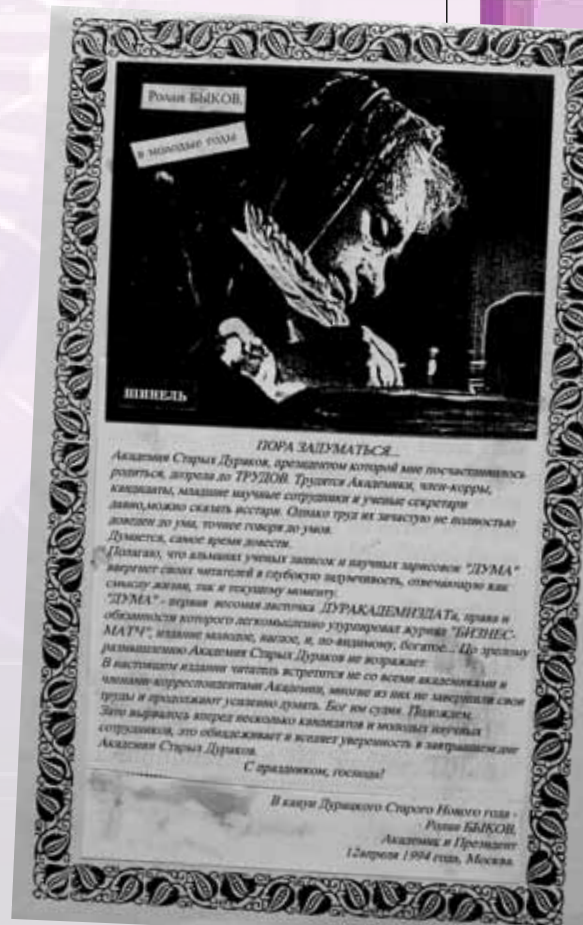 Ролан БЫКОВ,
в молодые годы
ШИНЕЛЬ
ПОРА ЗАДУМАТЬСЯ...
Академия Старых Дураков, президентом которой мне посчастливилось
родиться, дозрела до ТРУДОВ. Трудятся Академики, член-корры,
кандидаты, младшие научные сотрудники и ученые секретари
давно,можно сказать исстари. Однако труд их зачастую не полностью
доведен до ума, точнее говоря до умов.
Думается, самое время довести.
Полагаю, что альманах ученых записок и научных зарисовок "ДУМА"
ввергнет своих читателей в глубокую задумчивость, отвечающую как
смыслу жизни, так и текущему моменту.
"ДУМА" - первая весомая ласточка ДУРАКАДЕМИЗДАТа, права и
обязанности которого легкомысленно узурпировал журнал "БИЗНЕС-
МАТЧ", издание молодое, наглое, и, по-видимому, богатое... По зрелому
размышлению Академия Старых Дураков не возражает.
В настоящем издании читатель встретится не со всеми академиками и
членами-корреспондентами Академии, многие из них не завершили свои
труды и продолжают усиленно думать. Бог им судия. Подождем.
Зато вырвалось вперед несколько кандидатов и молодых научных
сотрудников, это обнадеживает и вселяет уверенность в завтрашнем дне
Академии Старых Дураков.
С праздником, господа!
В канун Дурацкого Старого Нового года -
Ролан БЫКОВ,
Академик и Президент
12апреля 1994 года, Москва.